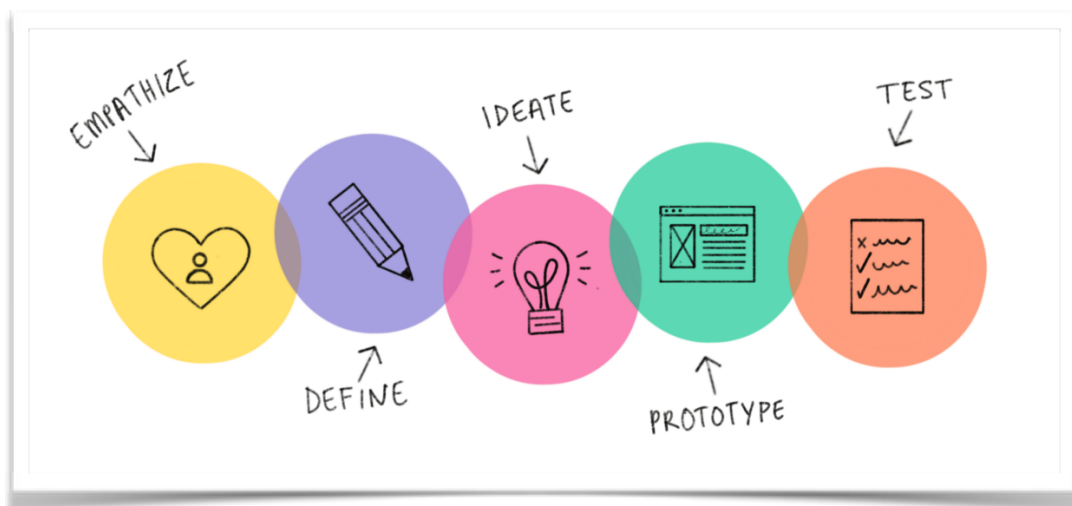 EMPATHIZE
DEFINE
IDEATE
PROTOTYPE
TEST